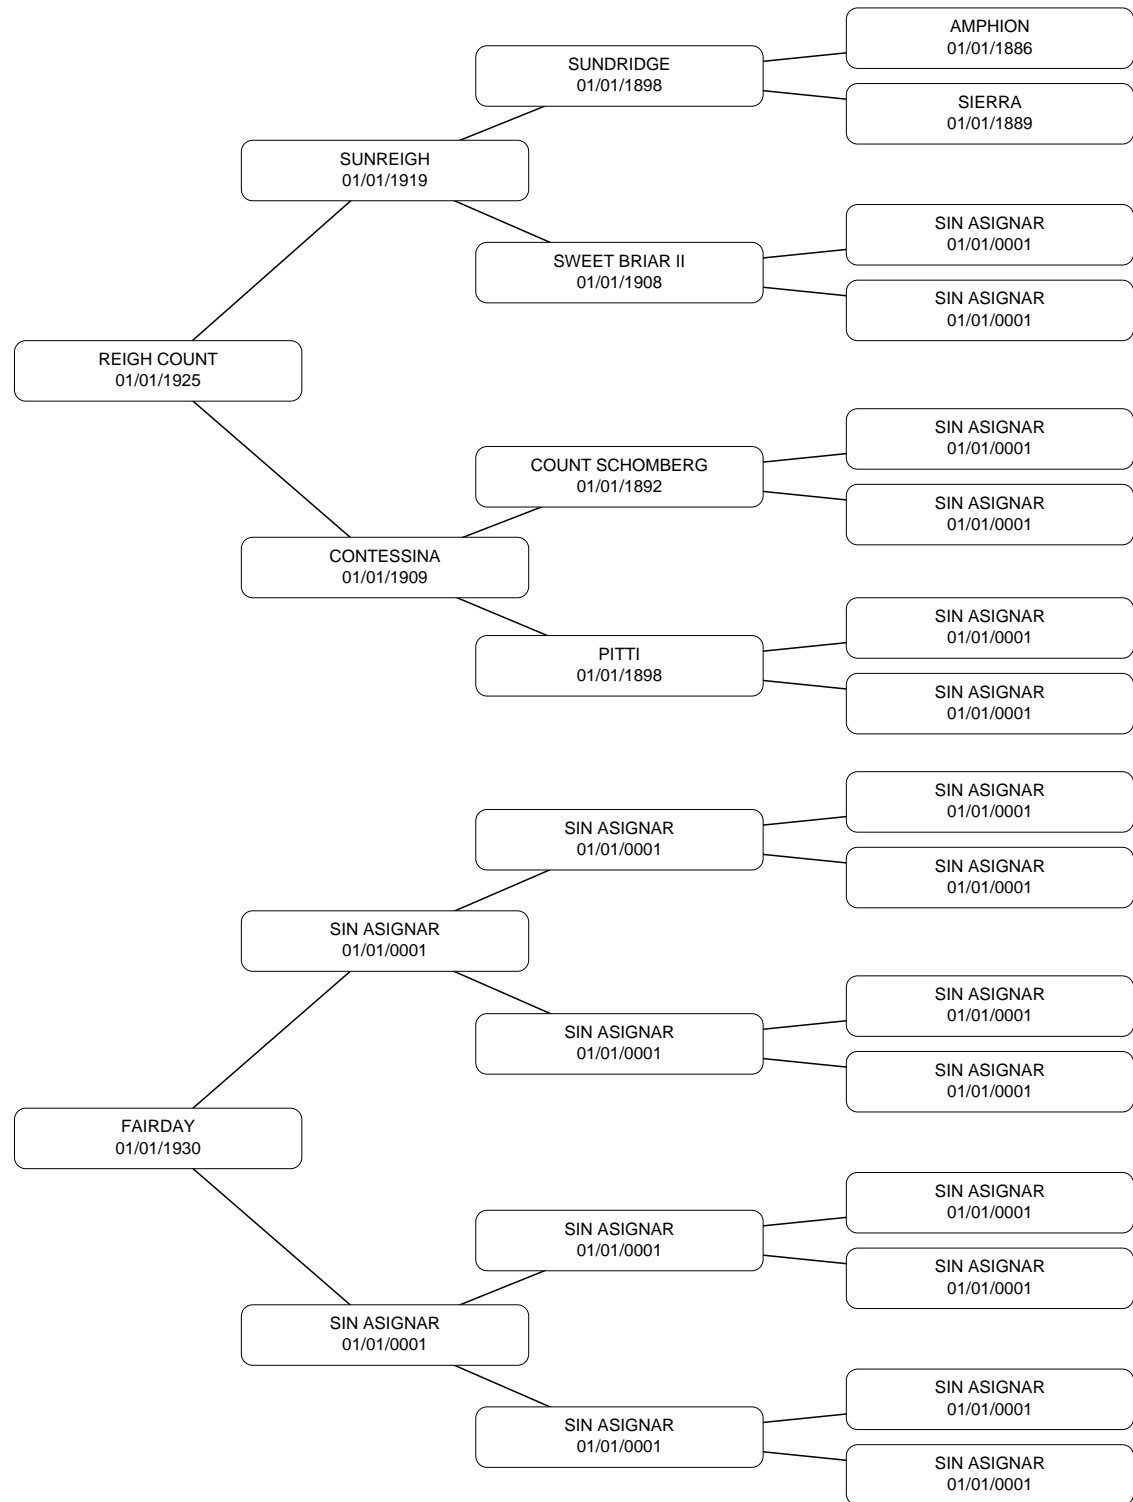 AMPHION
01/01/1886
SUNDRIDGE
01/01/1898
SIERRA
01/01/1889
SUNREIGH
01/01/1919
SIN ASIGNAR
01/01/0001
SWEET BRIAR II
01/01/1908
SIN ASIGNAR
01/01/0001
REIGH COUNT
01/01/1925
SIN ASIGNAR
01/01/0001
COUNT SCHOMBERG
01/01/1892
SIN ASIGNAR
01/01/0001
CONTESSINA
01/01/1909
SIN ASIGNAR
01/01/0001
PITTI
01/01/1898
SIN ASIGNAR
01/01/0001
SIN ASIGNAR
01/01/0001
SIN ASIGNAR
01/01/0001
SIN ASIGNAR
01/01/0001
SIN ASIGNAR
01/01/0001
SIN ASIGNAR
01/01/0001
SIN ASIGNAR
01/01/0001
SIN ASIGNAR
01/01/0001
FAIRDAY
01/01/1930
SIN ASIGNAR
01/01/0001
SIN ASIGNAR
01/01/0001
SIN ASIGNAR
01/01/0001
SIN ASIGNAR
01/01/0001
SIN ASIGNAR
01/01/0001
SIN ASIGNAR
01/01/0001
SIN ASIGNAR
01/01/0001